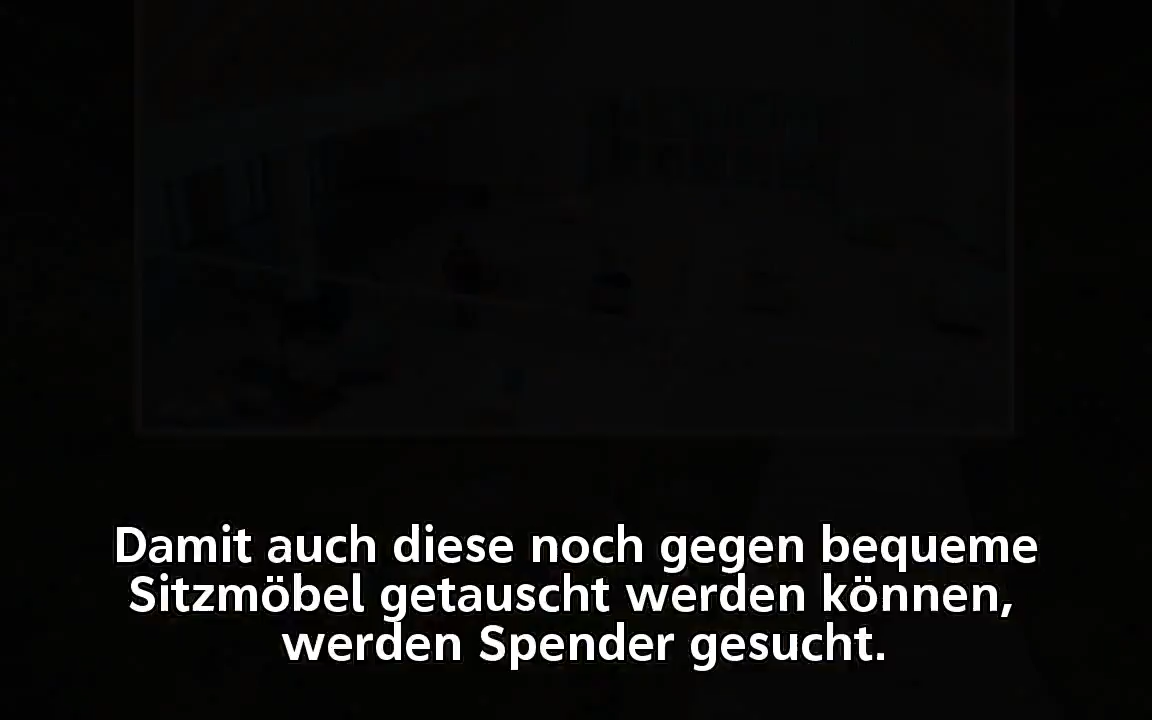 Damit auch diese noch gegen bequeme
Sitzmöbel getauscht werden können,
werden Spender gesucht.